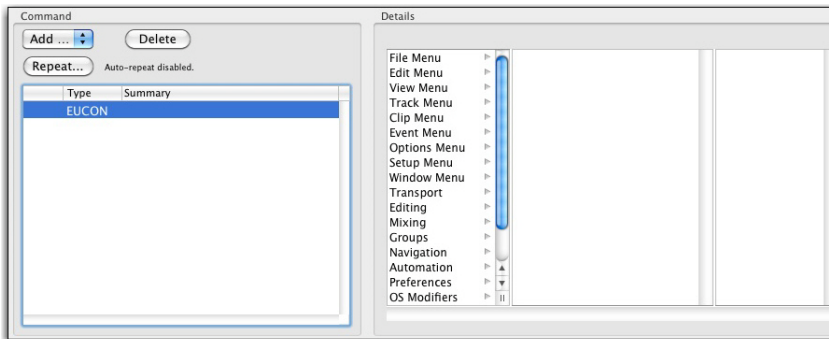 Command
Add ...
Delete
Repeat...
Auto-repeat disabled.
Type Summary
EUCON
Details
File Menu
Edit Menu
View Menu
Track Menu
Clip Menu
Event Menu
Options Menu
Setup Menu
Window Menu
Transport
Editing
Mixing
Groups
Navigation
Automation
Preferences
OS Modifiers